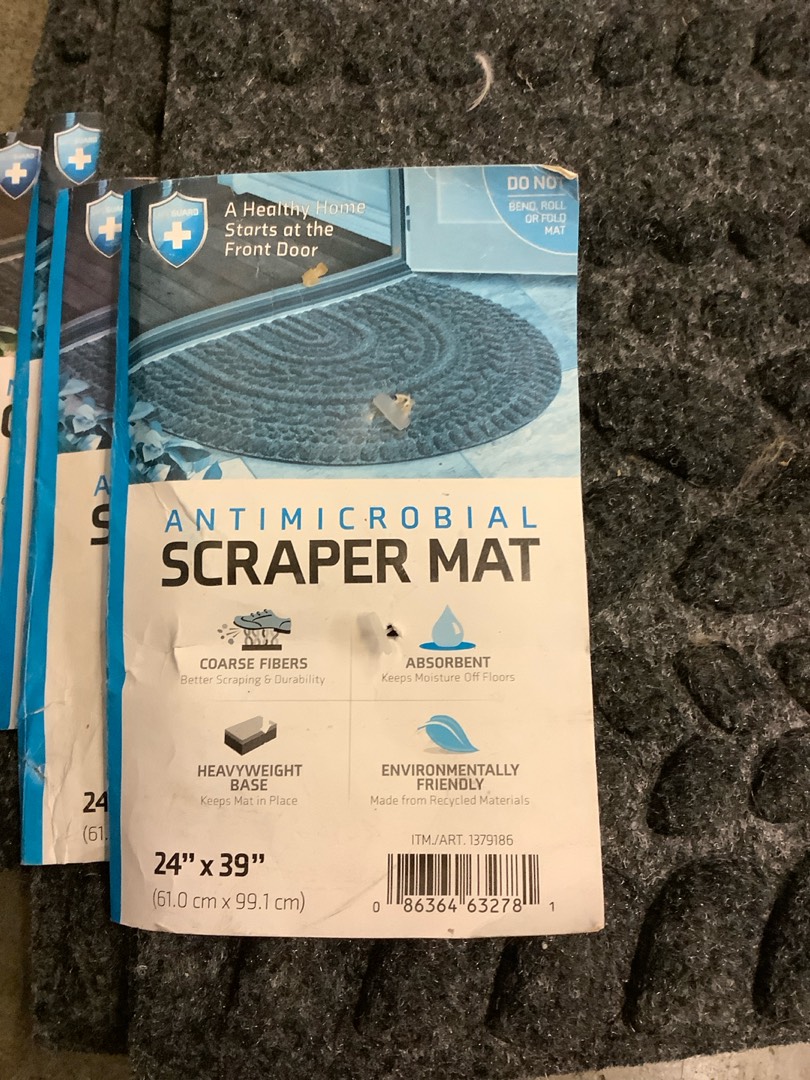 A Healthy Home
Starts at the
Front Door
GUARD
DO NOT
BEND, ROLL
OR FOLD
MAT
ANTIMICROBIAL
SCRAPER MAT
COARSE FIBERS
Better Scraping & Durability
ABSORBENT
Keeps Moisture Off Floors
HEAVYWEIGHT
BASE
Keeps Mat in Place
ENVIRONMENTALLY
FRIENDLY
Made from Recycled Materials
ITM./ART. 1379186
24" x 39"
(61.0 cm x 99.1 cm)
0 86364 63278 1
A
S
24
(61.